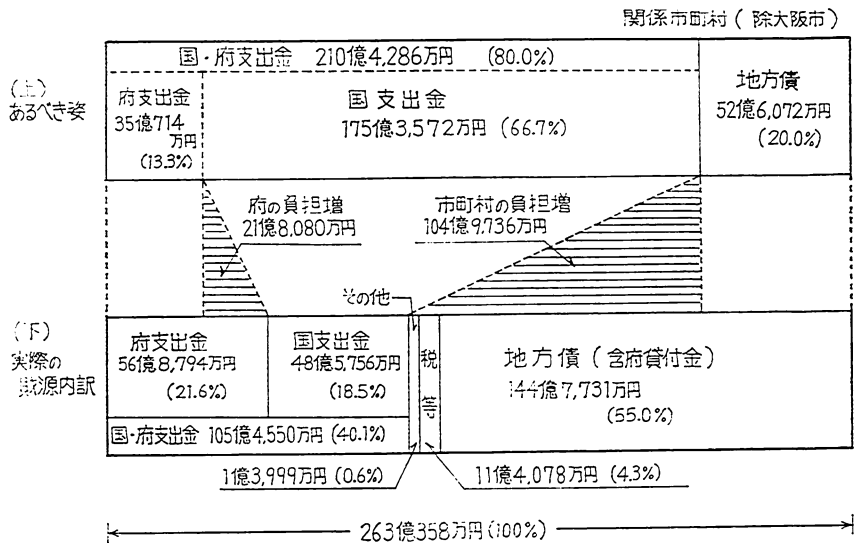 関係市町村(除大阪市)
国・府支出金 210億4,286万円 (80.0%)
(上)
あるべき姿
府支出金
35億714
万円
(13.3%)
国支出金
175億3,572万円 (66.7%)
地方債
52億6,072万円
(20.0%)
府の負担増
21億8,080万円
市町村の負担増
104億9,736万円
その他
(下)
実際の
財源内訳
府支出金
56億8,794万円
(21.6%)
国支出金
48億5,756万円
(18.5%)
税
等
地方債(含府貸付金)
144億7,731万円
(55.0%)
国・府支出金 105億4,550万円(40.1%)
1億3,999万円(0.6%)
11億4,078万円(4.3%)
263億358万円(100%)